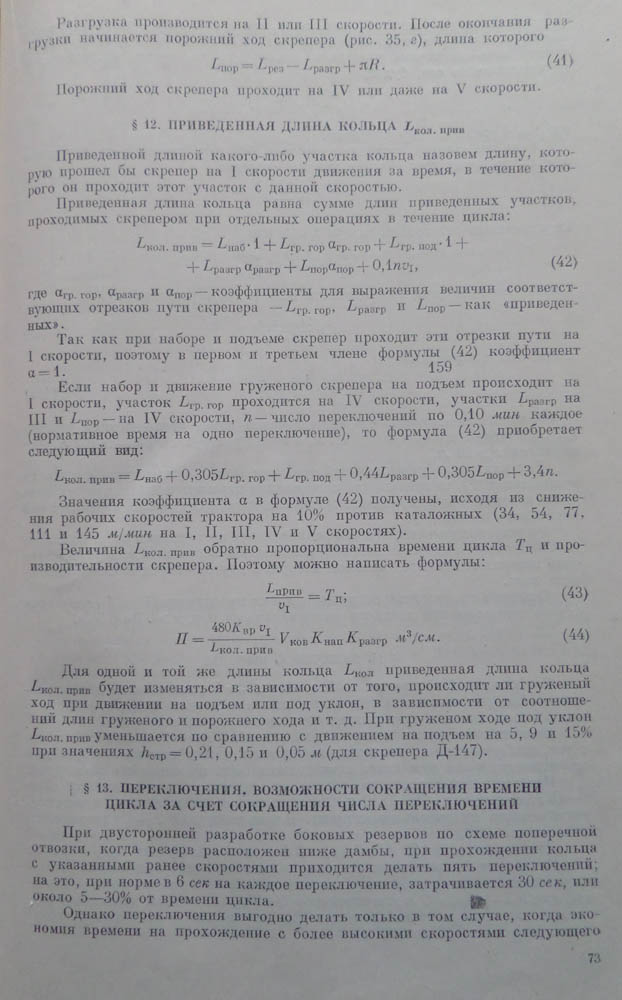 Разгрузка производится на II или III скорости. После окончания раз-
грузки начинается порожний ход скрепера (рис. 35, г), длина которого
Lпор = Lрез — Lразгр + πR. (41)
Порожний ход скрепера проходит на IV или даже на V скорости.
§ 12. ПРИВЕДЕННАЯ ДЛИНА КОЛЬЦА Lкол. прив
Приведенной длиной какого-либо участка кольца назовем длину, кото-
рую прошел бы скрепер на I скорости движения за время, в течение кото-
рого он проходит этот участок с данной скоростью.
Приведенная длина кольца равна сумме длин приведенных участков,
проходимых скрепером при отдельных операциях в течение цикла:
Lкол. прив = Lнаб · 1 + Lгр. гор αгр. гор + Lгр. под · 1 +
+ Lразгр αразгр + Lпор αпор + 0,1nvI, (42)
где αгр. гор, αразгр и αпор — коэффициенты для выражения величин соответст-
вующих отрезков пути скрепера — Lгр. гор, Lразгр и Lпор — как «приведен-
ных».
Так как при наборе и подъеме скрепер проходит эти отрезки пути на
I скорости, поэтому в первом и третьем члене формулы (42) коэффициент
α = 1. 159
Если набор и движение груженого скрепера на подъем происходит на
I скорости, участок Lгр. гор проходится на IV скорости, участки Lразгр на
III и Lпор — на IV скорости, n — число переключений по 0,10 мин каждое
(нормативное время на одно переключение), то формула (42) приобретает
следующий вид:
Lкол. прив = Lнаб + 0,305Lгр. гор + Lгр. под + 0,44Lразгр + 0,305Lпор + 3,4n.
Значения коэффициента α в формуле (42) получены, исходя из сниже-
ния рабочих скоростей трактора на 10% против каталожных (34, 54, 77,
111 и 145 м/мин на I, II, III, IV и V скоростях).
Величина Lкол. прив обратно пропорциональна времени цикла Tц и про-
изводительности скрепера. Поэтому можно написать формулы:
Lприв / vI = Tц; (43)
П = 480Kвр vI / Lкол. прив Vков Kнап Kразгр м³/см. (44)
Для одной и той же длины кольца Lкол приведенная длина кольца
Lкол. прив будет изменяться в зависимости от того, происходит ли груженый
ход при движении на подъем или под уклон, в зависимости от соотноше-
ний длин груженого и порожнего хода и т. д. При груженом ходе под уклон
Lкол. прив уменьшается по сравнению с движением на подъем на 5, 9 и 15%
при значениях hстр = 0,21, 0,15 и 0,05 м (для скрепера Д-147).
§ 13. ПЕРЕКЛЮЧЕНИЯ. ВОЗМОЖНОСТИ СОКРАЩЕНИЯ ВРЕМЕНИ
ЦИКЛА ЗА СЧЕТ СОКРАЩЕНИЯ ЧИСЛА ПЕРЕКЛЮЧЕНИЙ
При двусторонней разработке боковых резервов по схеме поперечной
отвозки, когда резерв расположен ниже дамбы, при прохождении кольца
с указанными ранее скоростями приходится делать пять переключений;
на это, при норме в 6 сек на каждое переключение, затрачивается 30 сек, или
около 5—30% от времени цикла.
Однако переключения выгодно делать только в том случае, когда эко-
номия времени на прохождение с более высокими скоростями следующего
73